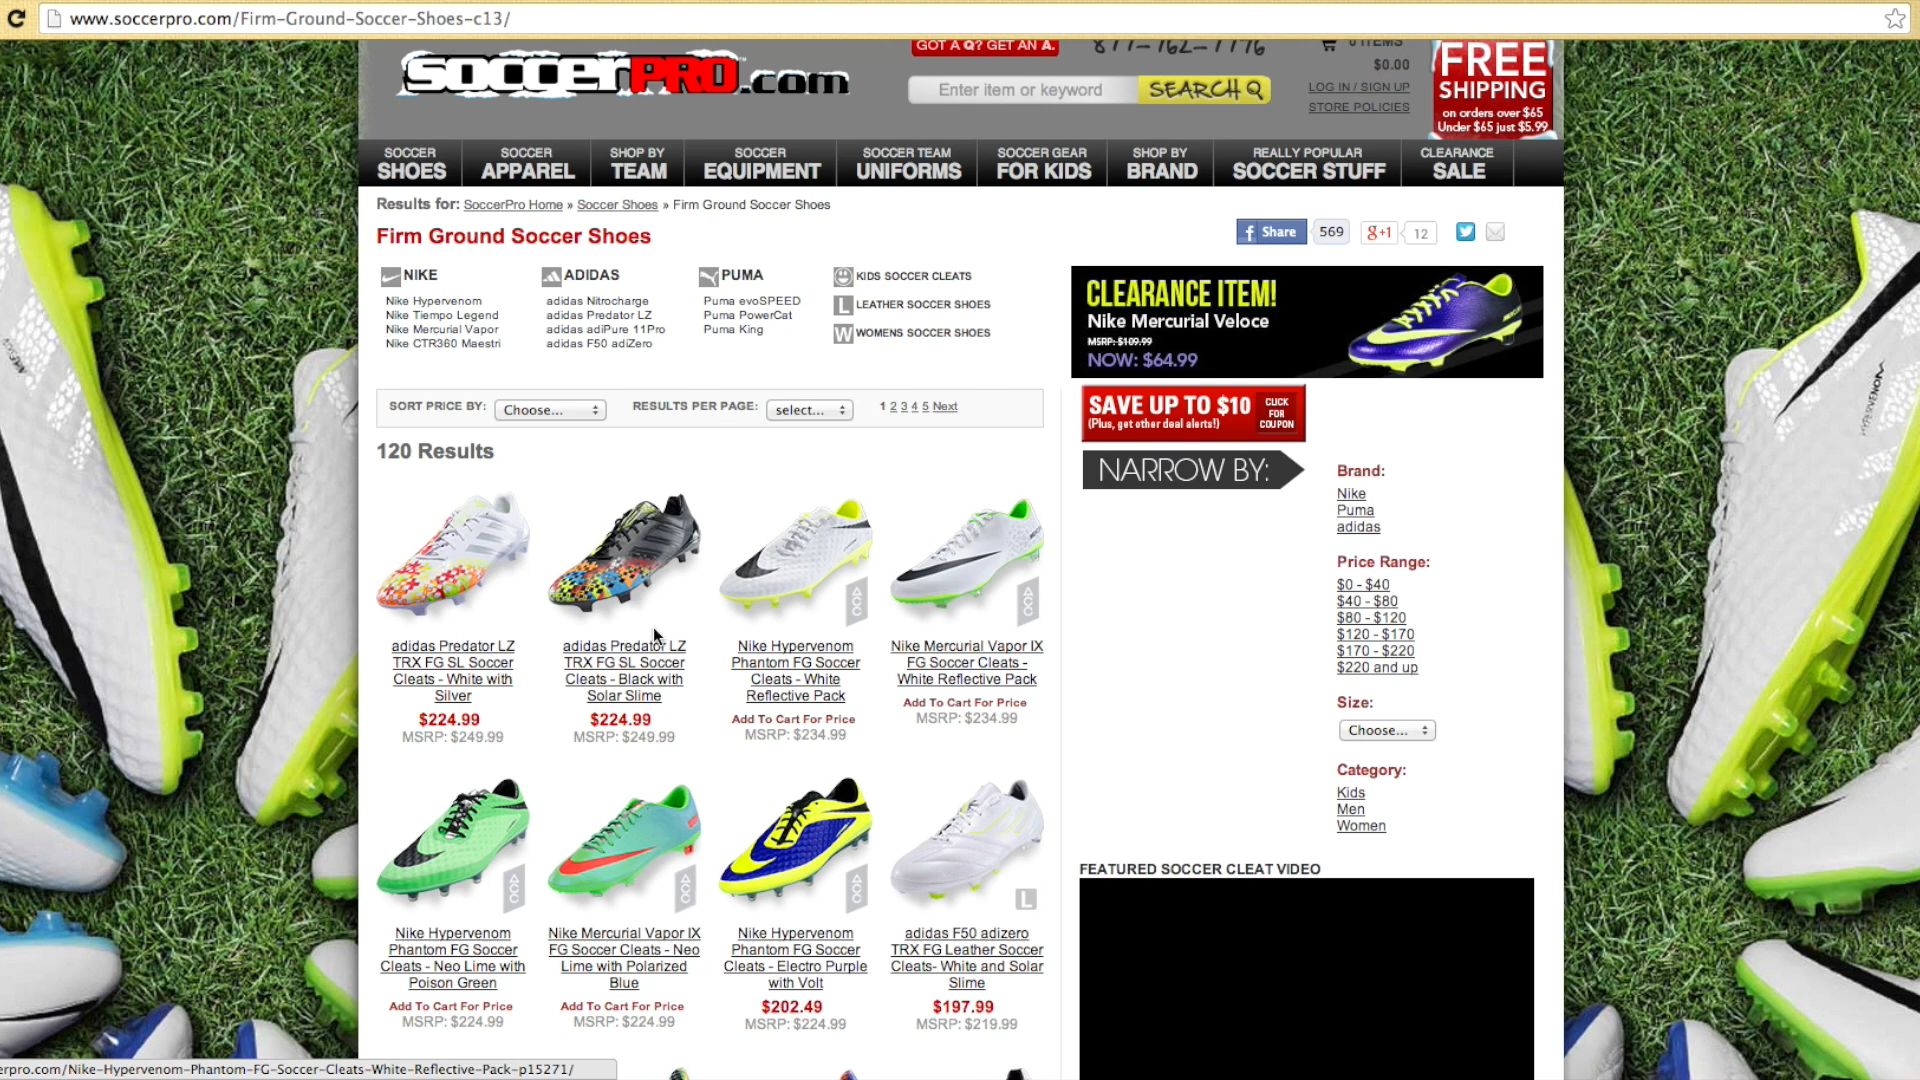 www.soccerpro.com/Firm-Ground-Soccer-Shoes-c13/
soccerPRO.com
GOT A Q? GET AN A.
877-762-7776
0 ITEMS
$0.00
LOG IN / SIGN UP
STORE POLICIES
Enter item or keyword
SEARCH
FREE
SHIPPING
on orders over $65
Under $65 just $5.99
SOCCER
SHOES
SOCCER
APPAREL
SHOP BY
TEAM
SOCCER
EQUIPMENT
SOCCER TEAM
UNIFORMS
SOCCER GEAR
FOR KIDS
SHOP BY
BRAND
REALLY POPULAR
SOCCER STUFF
CLEARANCE
SALE
Results for: SoccerPro Home » Soccer Shoes » Firm Ground Soccer Shoes
Firm Ground Soccer Shoes
f Share 569
g+1 12
NIKE
Nike Hypervenom
Nike Tiempo Legend
Nike Mercurial Vapor
Nike CTR360 Maestri
ADIDAS
adidas Nitrocharge
adidas Predator LZ
adidas adiPure 11Pro
adidas F50 adiZero
PUMA
Puma evoSPEED
Puma PowerCat
Puma King
KIDS SOCCER CLEATS
L LEATHER SOCCER SHOES
W WOMENS SOCCER SHOES
CLEARANCE ITEM!
Nike Mercurial Veloce
MSRP: $109.99
NOW: $64.99
SORT PRICE BY: Choose...
RESULTS PER PAGE: select...
1 2 3 4 5 Next
SAVE UP TO $10
(Plus, get other deal alerts!)
CLICK
FOR
COUPON
120 Results
NARROW BY:
Brand:
Nike
Puma
adidas
Price Range:
$0 - $40
$40 - $80
$80 - $120
$120 - $170
$170 - $220
$220 and up
Size:
Choose...
Category:
Kids
Men
Women
adidas Predator LZ
TRX FG SL Soccer
Cleats - White with
Silver
$224.99
MSRP: $249.99
adidas Predator LZ
TRX FG SL Soccer
Cleats - Black with
Solar Slime
$224.99
MSRP: $249.99
ACC
Nike Hypervenom
Phantom FG Soccer
Cleats - White
Reflective Pack
Add To Cart For Price
MSRP: $234.99
ACC
Nike Mercurial Vapor IX
FG Soccer Cleats -
White Reflective Pack
Add To Cart For Price
MSRP: $234.99
ACC
Nike Hypervenom
Phantom FG Soccer
Cleats - Neo Lime with
Poison Green
Add To Cart For Price
MSRP: $224.99
ACC
Nike Mercurial Vapor IX
FG Soccer Cleats - Neo
Lime with Polarized
Blue
Add To Cart For Price
MSRP: $224.99
ACC
Nike Hypervenom
Phantom FG Soccer
Cleats - Electro Purple
with Volt
$202.49
MSRP: $224.99
L
adidas F50 adizero
TRX FG Leather Soccer
Cleats- White and Solar
Slime
$197.99
MSRP: $219.99
FEATURED SOCCER CLEAT VIDEO
erpro.com/Nike-Hypervenom-Phantom-FG-Soccer-Cleats-White-Reflective-Pack-p15271/
HYPERVENOM